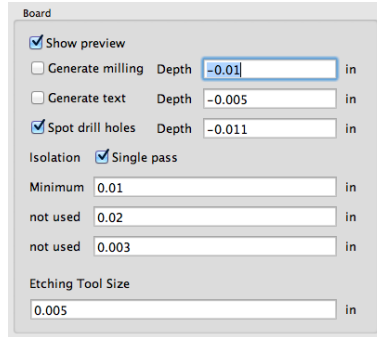 Board
Show preview
Generate milling Depth -0.01 in
Generate text Depth -0.005 in
Spot drill holes Depth -0.011 in
Isolation Single pass
Minimum 0.01 in
not used 0.02 in
not used 0.003 in
Etching Tool Size
0.005 in